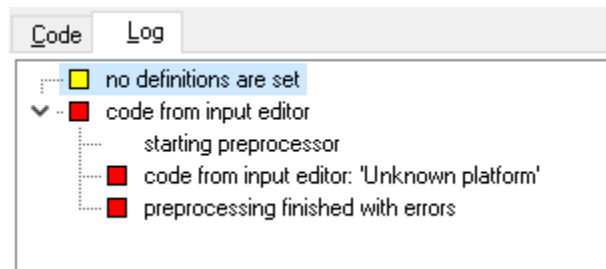 Code Log
no definitions are set
code from input editor
starting preprocessor
code from input editor: 'Unknown platform'
preprocessing finished with errors